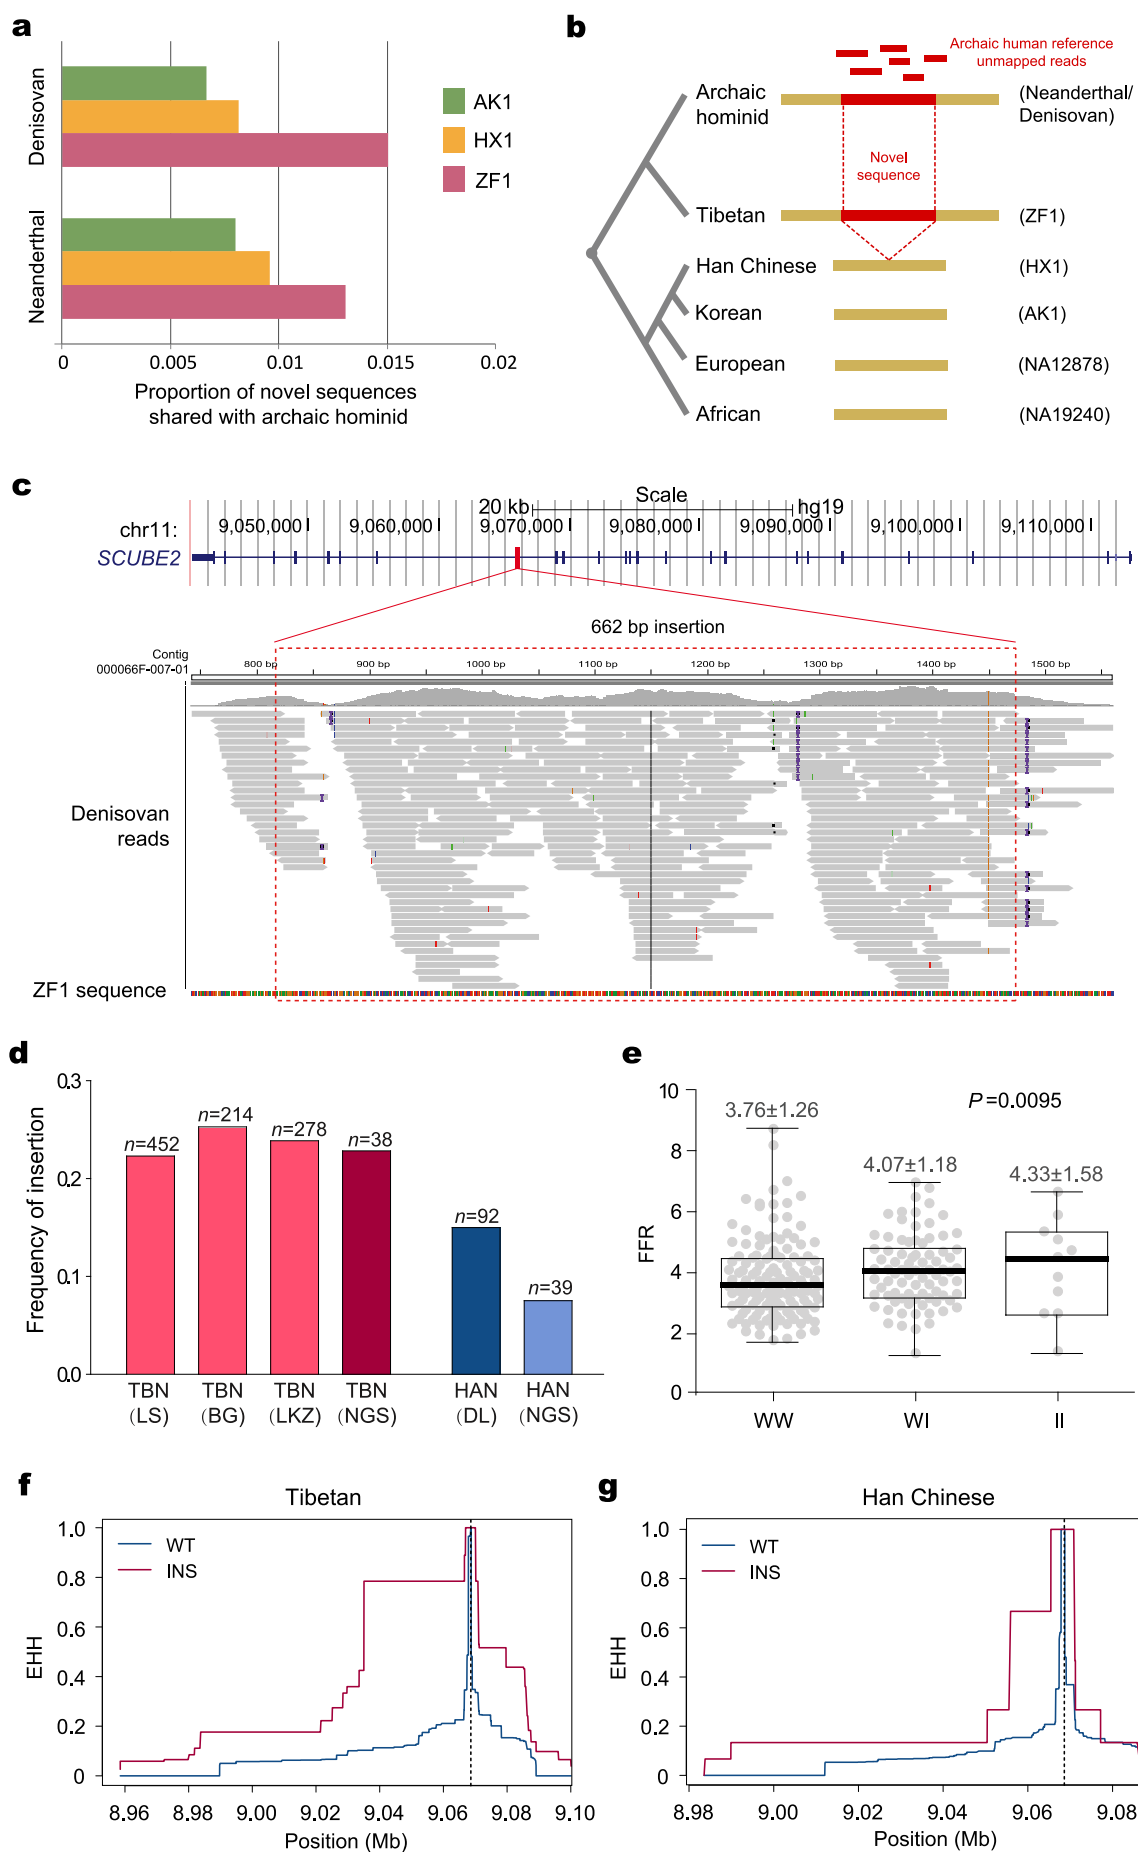 a
Denisovan
Neanderthal
AK1
HX1
ZF1
0 0.005 0.01 0.015 0.02
Proportion of novel sequences
shared with archaic hominid
b
Archaic human reference
unmapped reads
Archaic
hominid
(Neanderthal/
Denisovan)
Novel
sequence
Tibetan (ZF1)
Han Chinese (HX1)
Korean (AK1)
European (NA12878)
African (NA19240)
c
Scale
20 kb hg19
chr11: 9,050,000 9,060,000 9,070,000 9,080,000 9,090,000 9,100,000 9,110,000
SCUBE2
662 bp insertion
Contig
000066F-007-01
800 bp 900 bp 1000 bp 1100 bp 1200 bp 1300 bp 1400 bp 1500 bp
Denisovan
reads
ZF1 sequence
d
Frequency of insertion
0.3
0.2
0.1
0.0
n=452
n=214
n=278
n=38
n=92
n=39
TBN TBN TBN TBN HAN HAN
(LS) (BG) (LKZ) (NGS) (DL) (NGS)
e
FFR
10
8
6
4
2
0
P=0.0095
3.76±1.26
4.07±1.18
4.33±1.58
WW WI II
f
Tibetan
EHH
1.0
0.8
0.6
0.4
0.2
0
WT
INS
8.96 8.98 9.00 9.02 9.04 9.06 9.08 9.10
Position (Mb)
g
Han Chinese
EHH
1.0
0.8
0.6
0.4
0.2
0
WT
INS
8.98 9.00 9.02 9.04 9.06 9.08
Position (Mb)